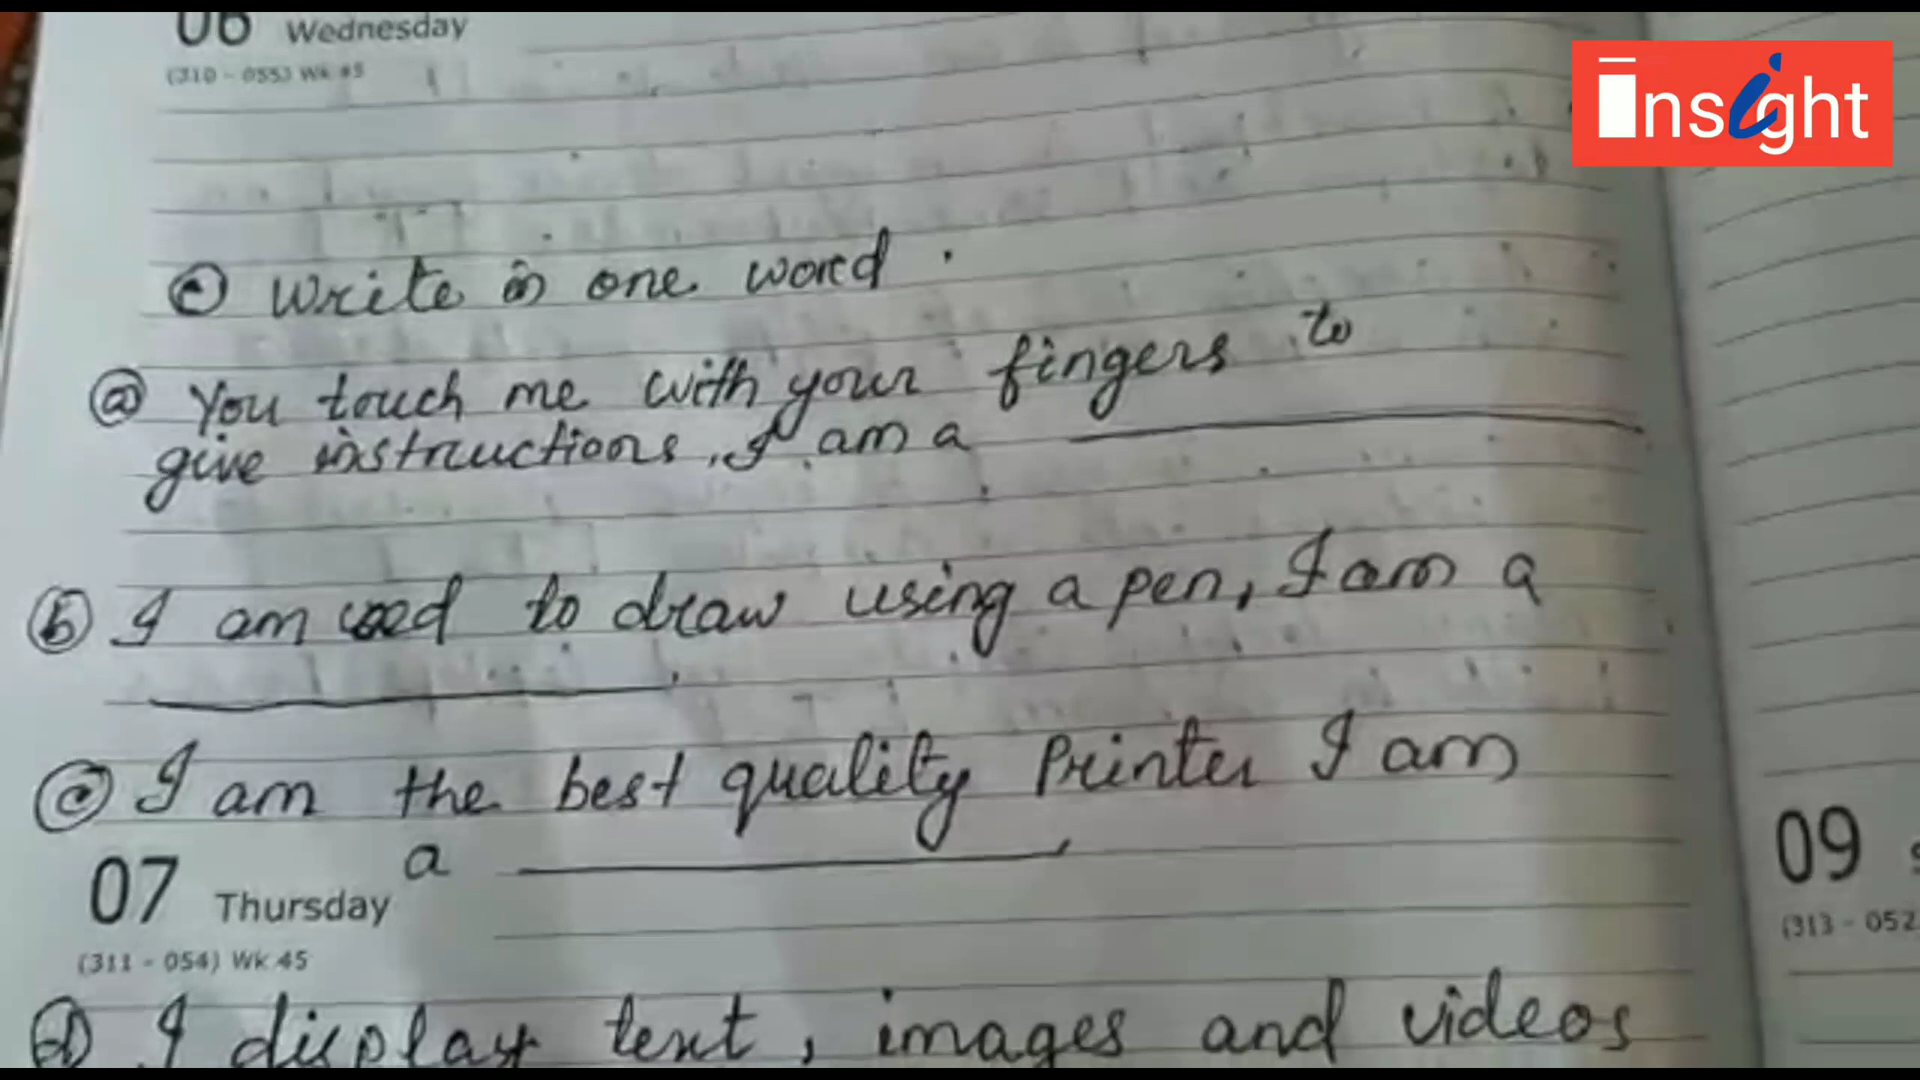 06 Wednesday
(310 - 055) Wk 45
Insight
c) Write in one word.
a) You touch me with your fingers to
give instructions, I am a
b) I am used to draw using a pen, I am a
c) I am the best quality Printer I am
a
07 Thursday
(311 - 054) Wk 45
09
(313 - 052
d) I display text, images and videos